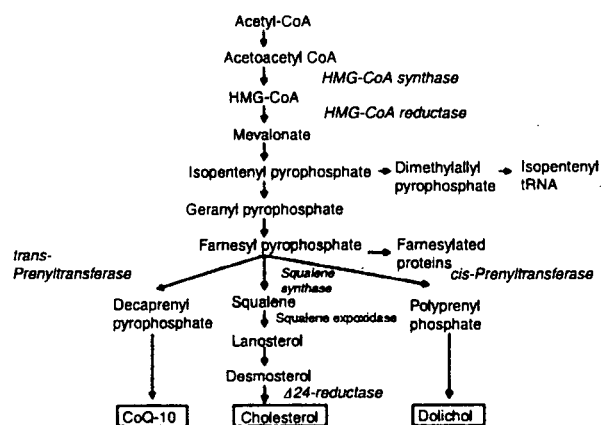 Acetyl-CoA
Acetoacetyl CoA
HMG-CoA synthase
HMG-CoA
HMG-CoA reductase
Mevalonate
Isopentenyl pyrophosphate
Dimethylallyl
pyrophosphate
Isopentenyl
tRNA
Geranyl pyrophosphate
Farnesyl pyrophosphate
Farnesylated
proteins
trans-
Prenyltransferase
Squalene
synthase
cis-Prenyltransferase
Decaprenyl
pyrophosphate
Squalene
Squalene expoxidase
Polyprenyl
phosphate
Lanosterol
Desmosterol
Δ24-reductase
CoQ-10
Cholesterol
Dolichol